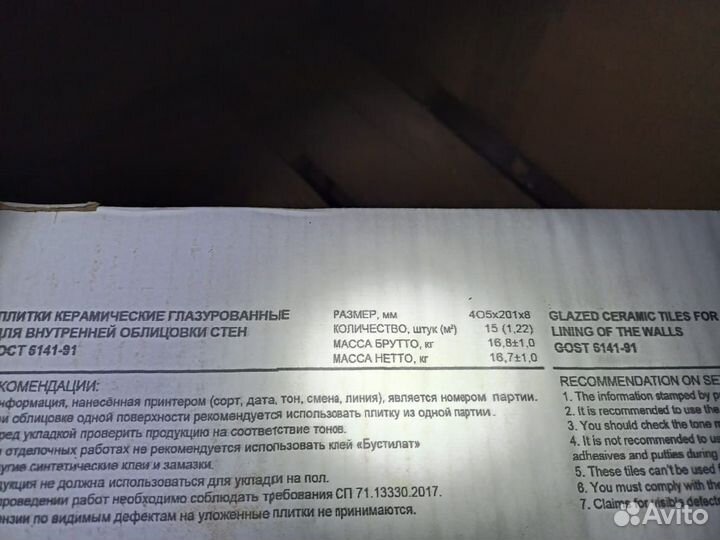 ПЛИТКИ КЕРАМИЧЕСКИЕ ГЛАЗУРОВАННЫЕ
ДЛЯ ВНУТРЕННЕЙ ОБЛИЦОВКИ СТЕН
ОСТ 6141-91
РАЗМЕР, мм 405х201х8
КОЛИЧЕСТВО, штук (м²) 15 (1,22)
МАССА БРУТТО, кг 16,8±1,0
МАССА НЕТТО, кг 16,7±1,0
GLAZED CERAMIC TILES FOR
LINING OF THE WALLS
GOST 6141-91
КОМЕНДАЦИИ:
нформация, нанесённая принтером (сорт, дата, тон, смена, линия), является номером партии.
ри облицовке одной поверхности рекомендуется использовать плитку из одной партии.
ред укладкой проверить продукцию на соответствие тонов.
и отделочных работах не рекомендуется использовать клей «Бустилат»
угие синтетические клеи и замазки.
дукция не должна использоваться для укладки на пол.
проведении работ необходимо соблюдать требования СП 71.13330.2017.
ензии по видимым дефектам на уложенные плитки не принимаются.
RECOMMENDATION ON SE
1. The information stamped by p
2. It is recommended to use the
3. You should check the tone m
4. It is not recommended to us
adhesives and putties during
5. These tiles can't be used f
6. You must comply with the
7. Claims for visible defects
Avito